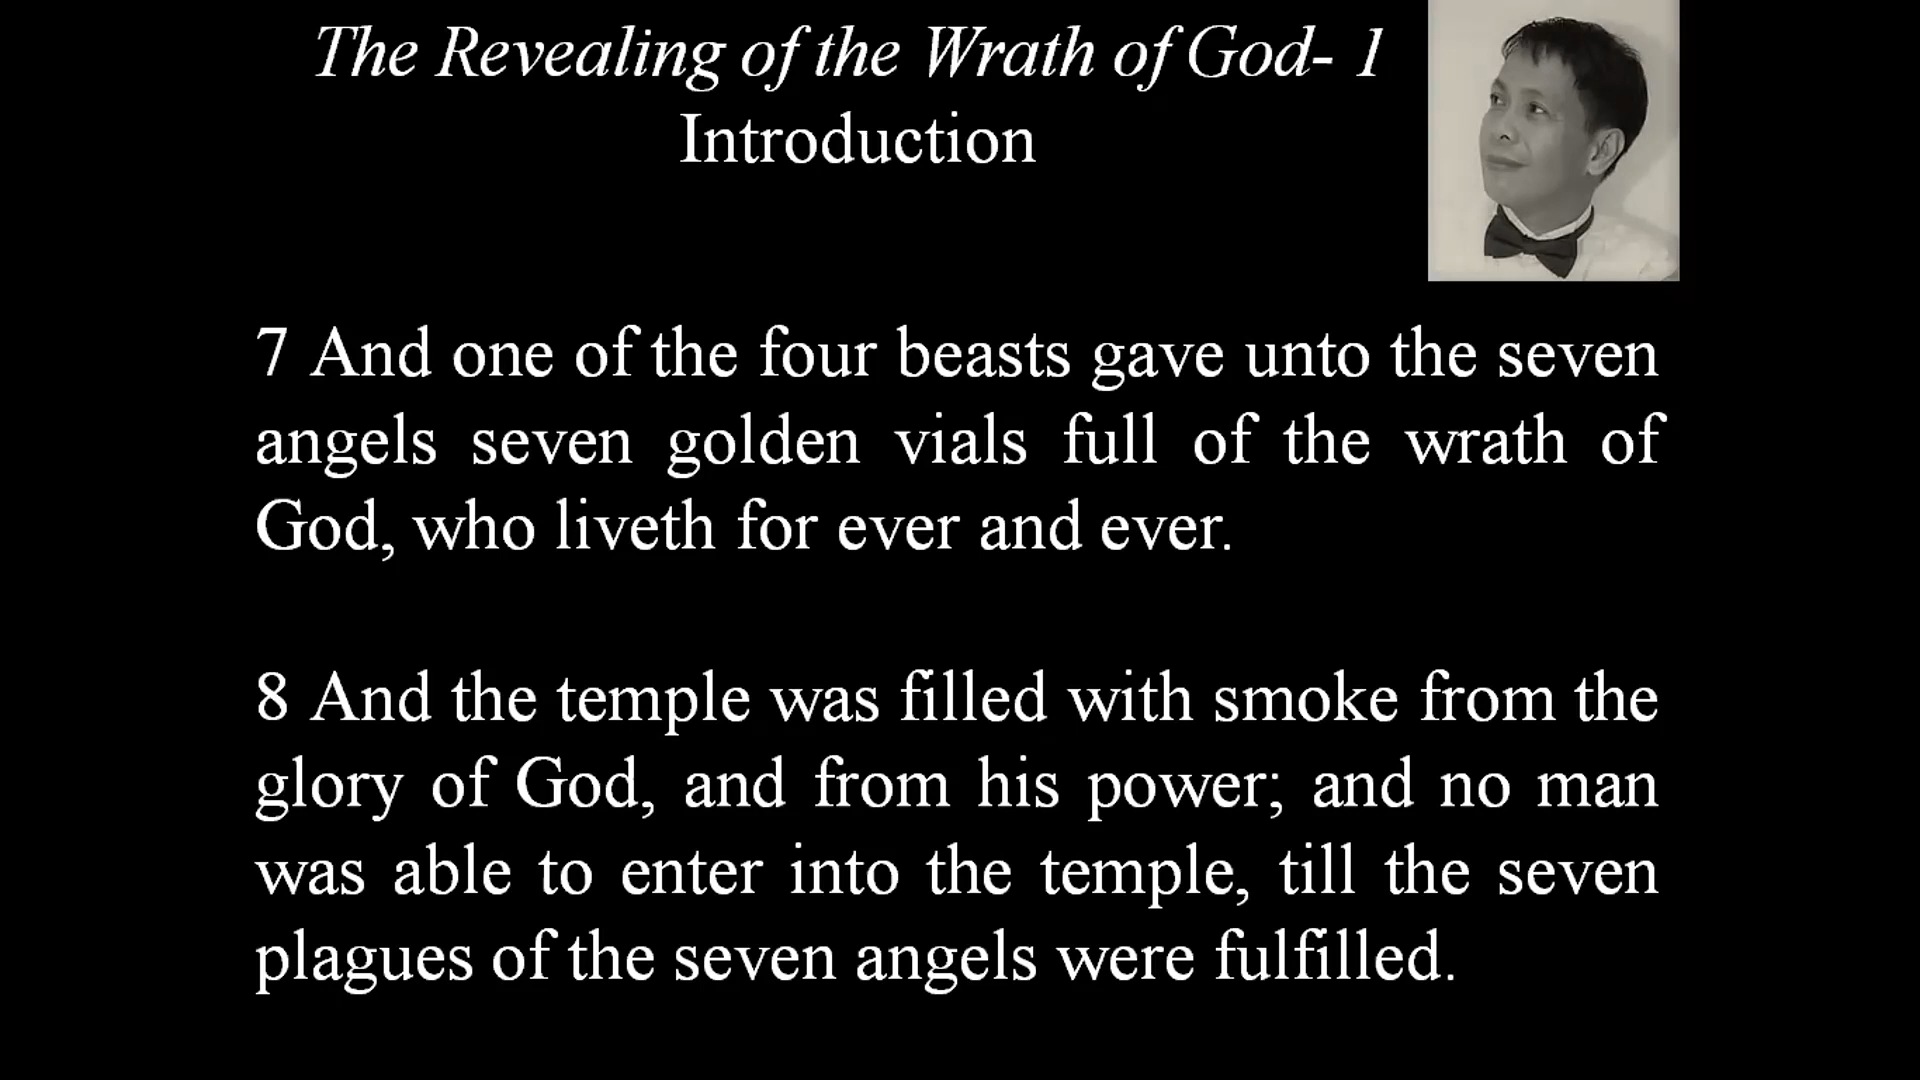 The Revealing of the Wrath of God- 1
Introduction
7 And one of the four beasts gave unto the seven
angels seven golden vials full of the wrath of
God, who liveth for ever and ever.
8 And the temple was filled with smoke from the
glory of God, and from his power; and no man
was able to enter into the temple, till the seven
plagues of the seven angels were fulfilled.